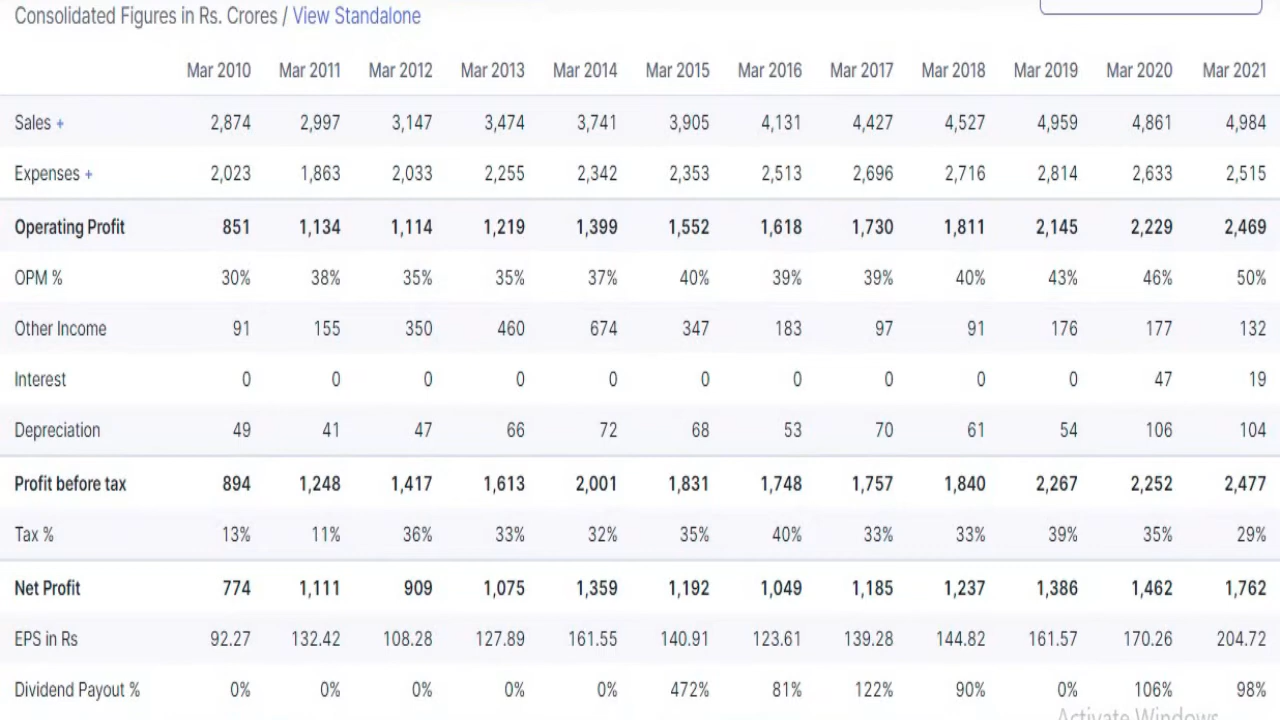 Consolidated Figures in Rs. Crores / View Standalone
Mar 2010 Mar 2011 Mar 2012 Mar 2013 Mar 2014 Mar 2015 Mar 2016 Mar 2017 Mar 2018 Mar 2019 Mar 2020 Mar 2021
Sales + 2,874 2,997 3,147 3,474 3,741 3,905 4,131 4,427 4,527 4,959 4,861 4,984
Expenses + 2,023 1,863 2,033 2,255 2,342 2,353 2,513 2,696 2,716 2,814 2,633 2,515
Operating Profit 851 1,134 1,114 1,219 1,399 1,552 1,618 1,730 1,811 2,145 2,229 2,469
OPM % 30% 38% 35% 35% 37% 40% 39% 39% 40% 43% 46% 50%
Other Income 91 155 350 460 674 347 183 97 91 176 177 132
Interest 0 0 0 0 0 0 0 0 0 0 47 19
Depreciation 49 41 47 66 72 68 53 70 61 54 106 104
Profit before tax 894 1,248 1,417 1,613 2,001 1,831 1,748 1,757 1,840 2,267 2,252 2,477
Tax % 13% 11% 36% 33% 32% 35% 40% 33% 33% 39% 35% 29%
Net Profit 774 1,111 909 1,075 1,359 1,192 1,049 1,185 1,237 1,386 1,462 1,762
EPS in Rs 92.27 132.42 108.28 127.89 161.55 140.91 123.61 139.28 144.82 161.57 170.26 204.72
Dividend Payout % 0% 0% 0% 0% 0% 472% 81% 122% 90% 0% 106% 98%
Activate Windows